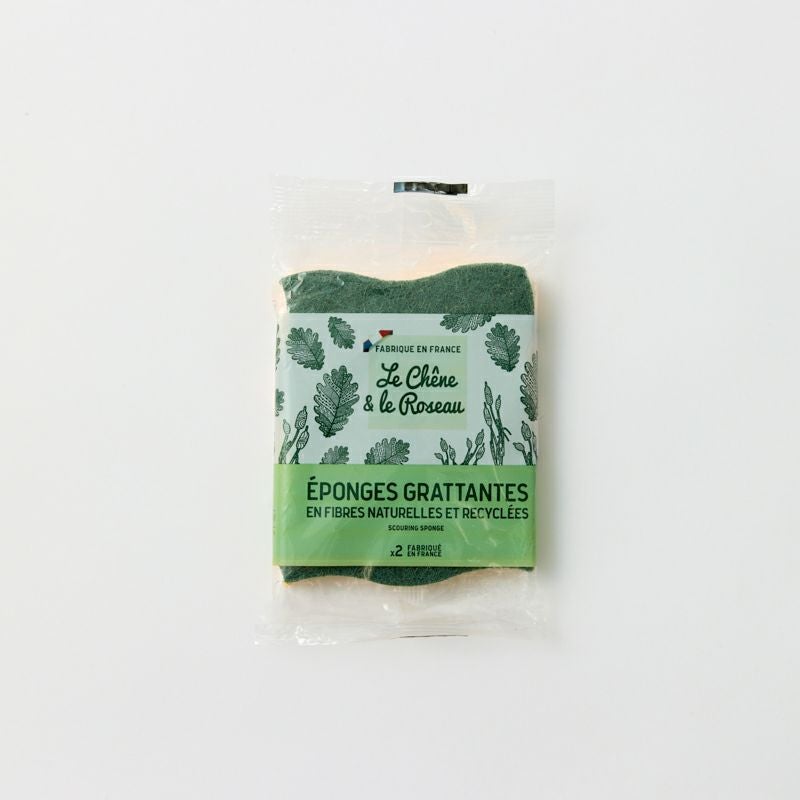 FABRIQUE EN FRANCE
Le Chêne
& le Roseau
ÉPONGES GRATTANTES
EN FIBRES NATURELLES ET RECYCLÉES
SCOURING SPONGE
x2 FABRIQUÉ
EN FRANCE